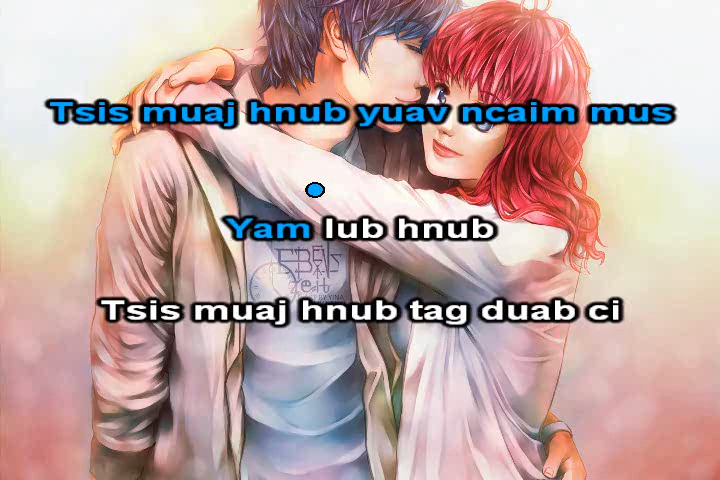 Tsis muaj hnub yuav ncaim mus
Yam lub hnub
Tsis muaj hnub tag duab ci